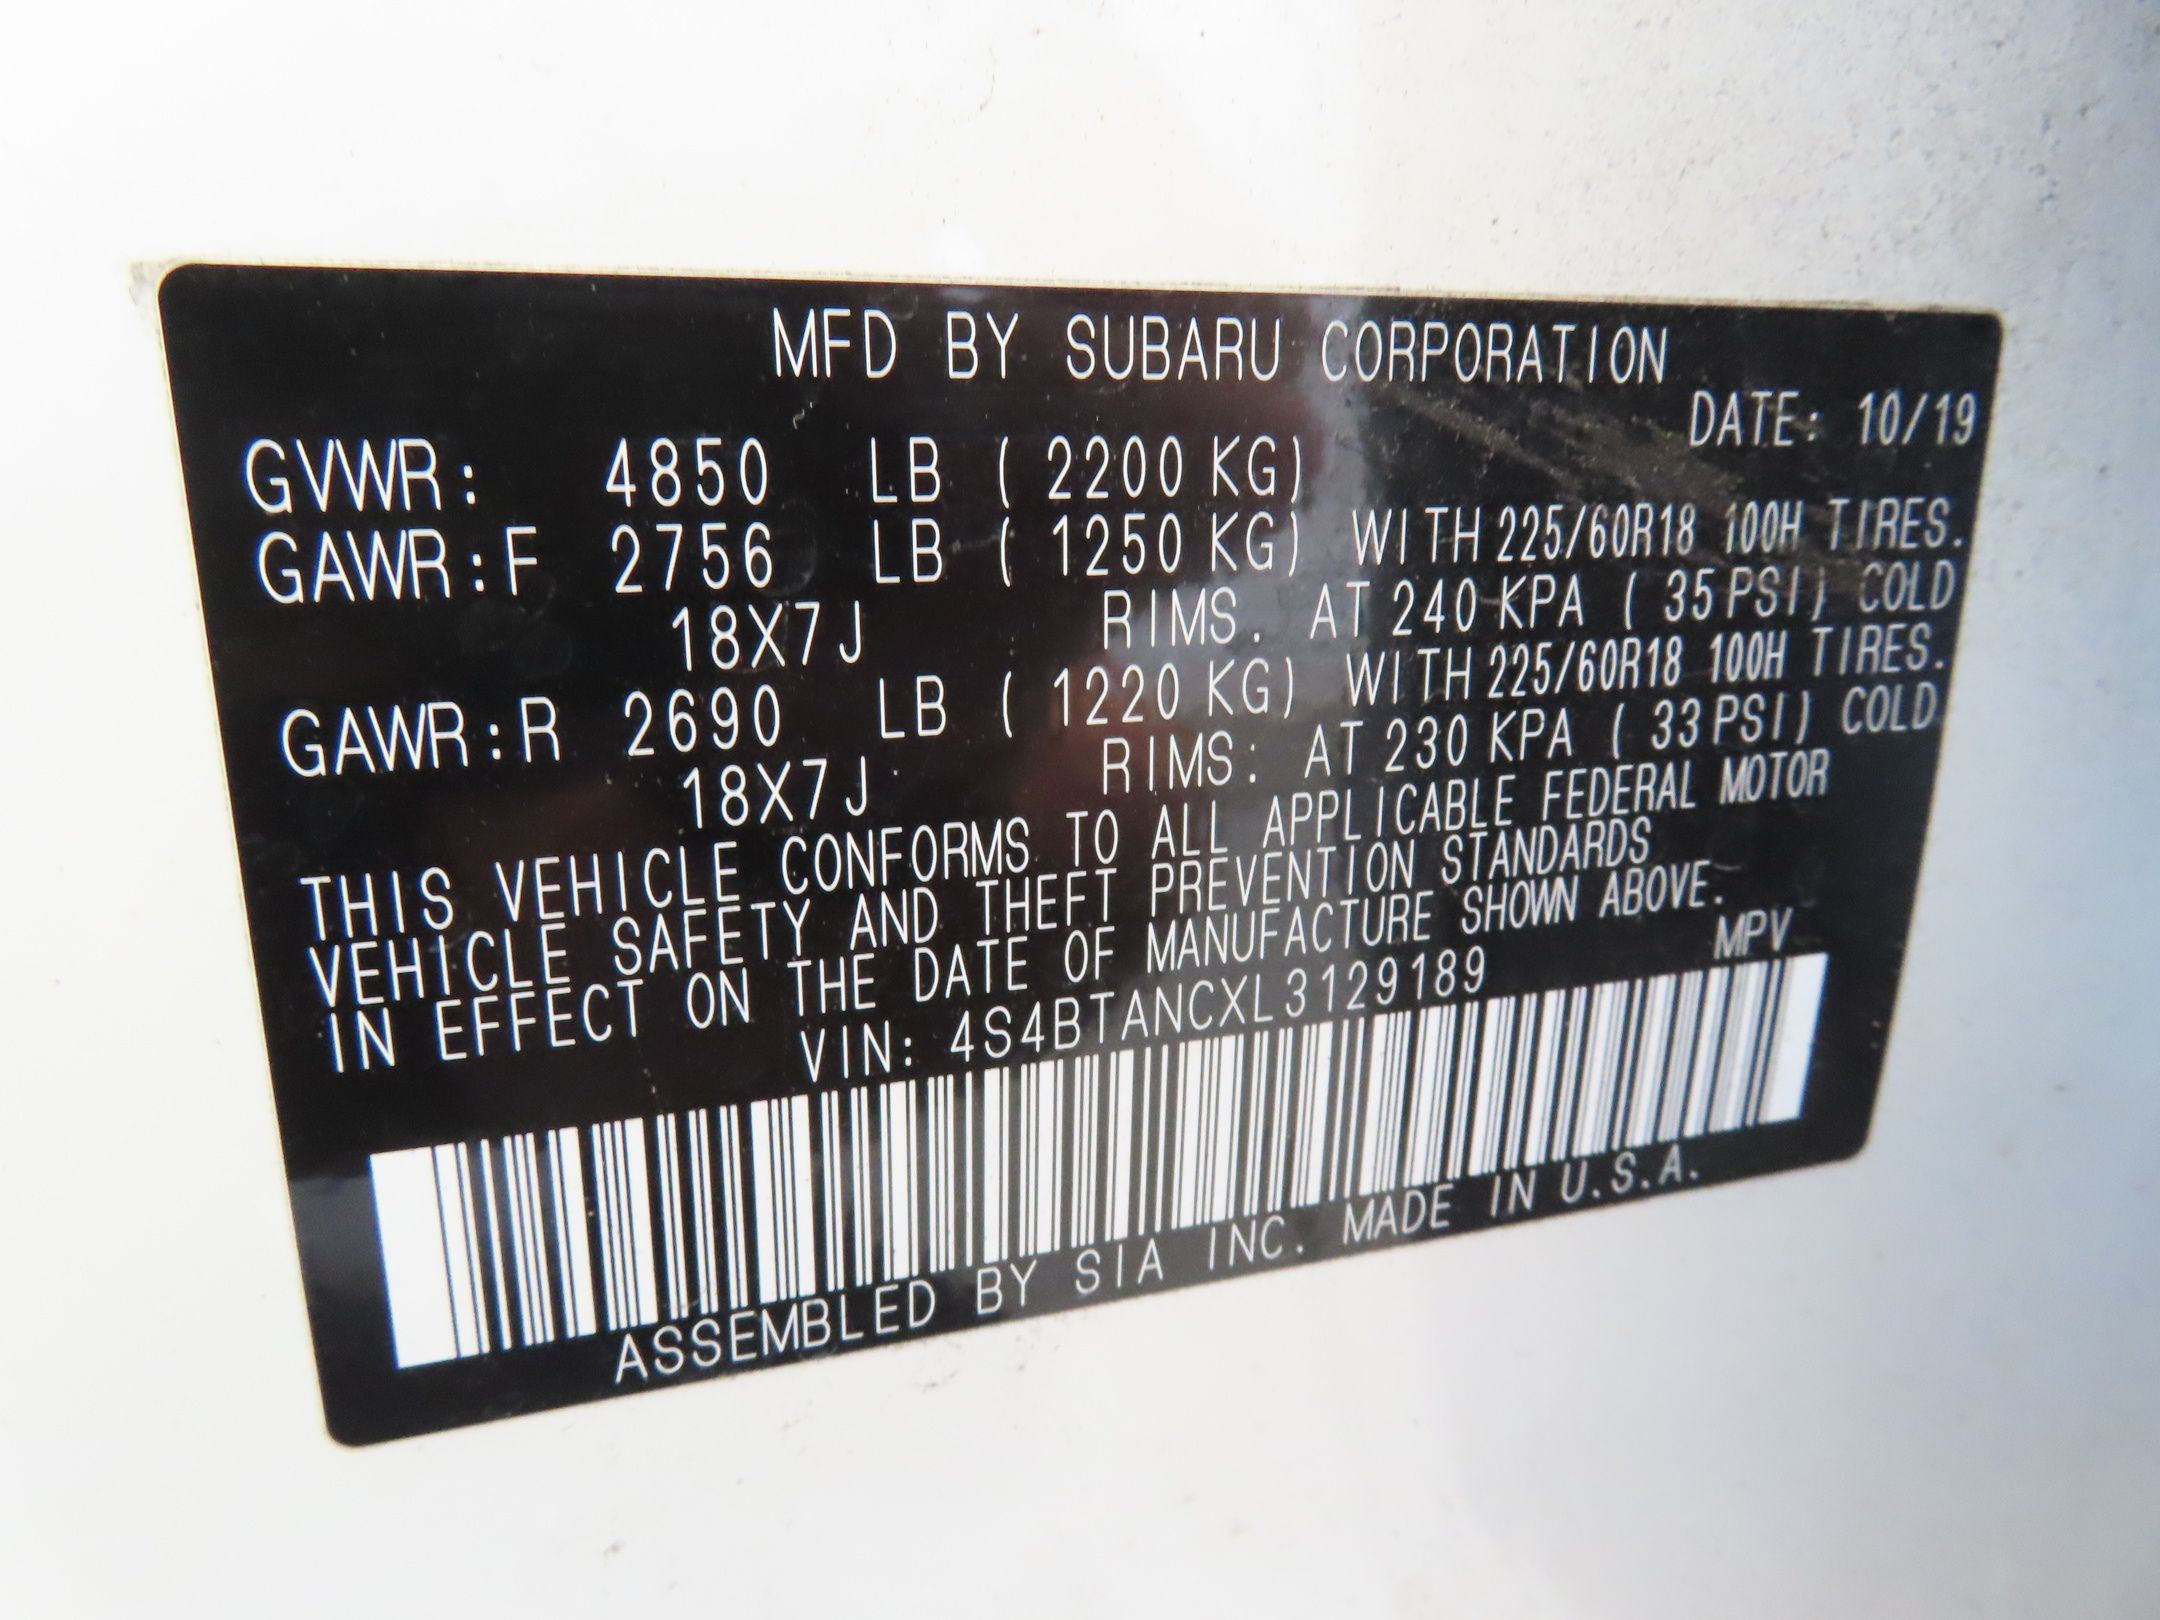 MFD BY SUBARU CORPORATION
DATE: 10/19
GVWR: 4850 LB ( 2200 KG)
GAWR:F 2756 LB ( 1250 KG) WITH 225/60R18 100H TIRES.
18X7J RIMS. AT 240 KPA ( 35 PSI) COLD
GAWR:R 2690 LB ( 1220 KG) WITH 225/60R18 100H TIRES.
18X7J RIMS. AT 230 KPA ( 33 PSI) COLD
THIS VEHICLE CONFORMS TO ALL APPLICABLE FEDERAL MOTOR
VEHICLE SAFETY AND THEFT PREVENTION STANDARDS
IN EFFECT ON THE DATE OF MANUFACTURE SHOWN ABOVE.
VIN: 4S4BTANCXL3129189 MPV
ASSEMBLED BY SIA INC. MADE IN U.S.A.